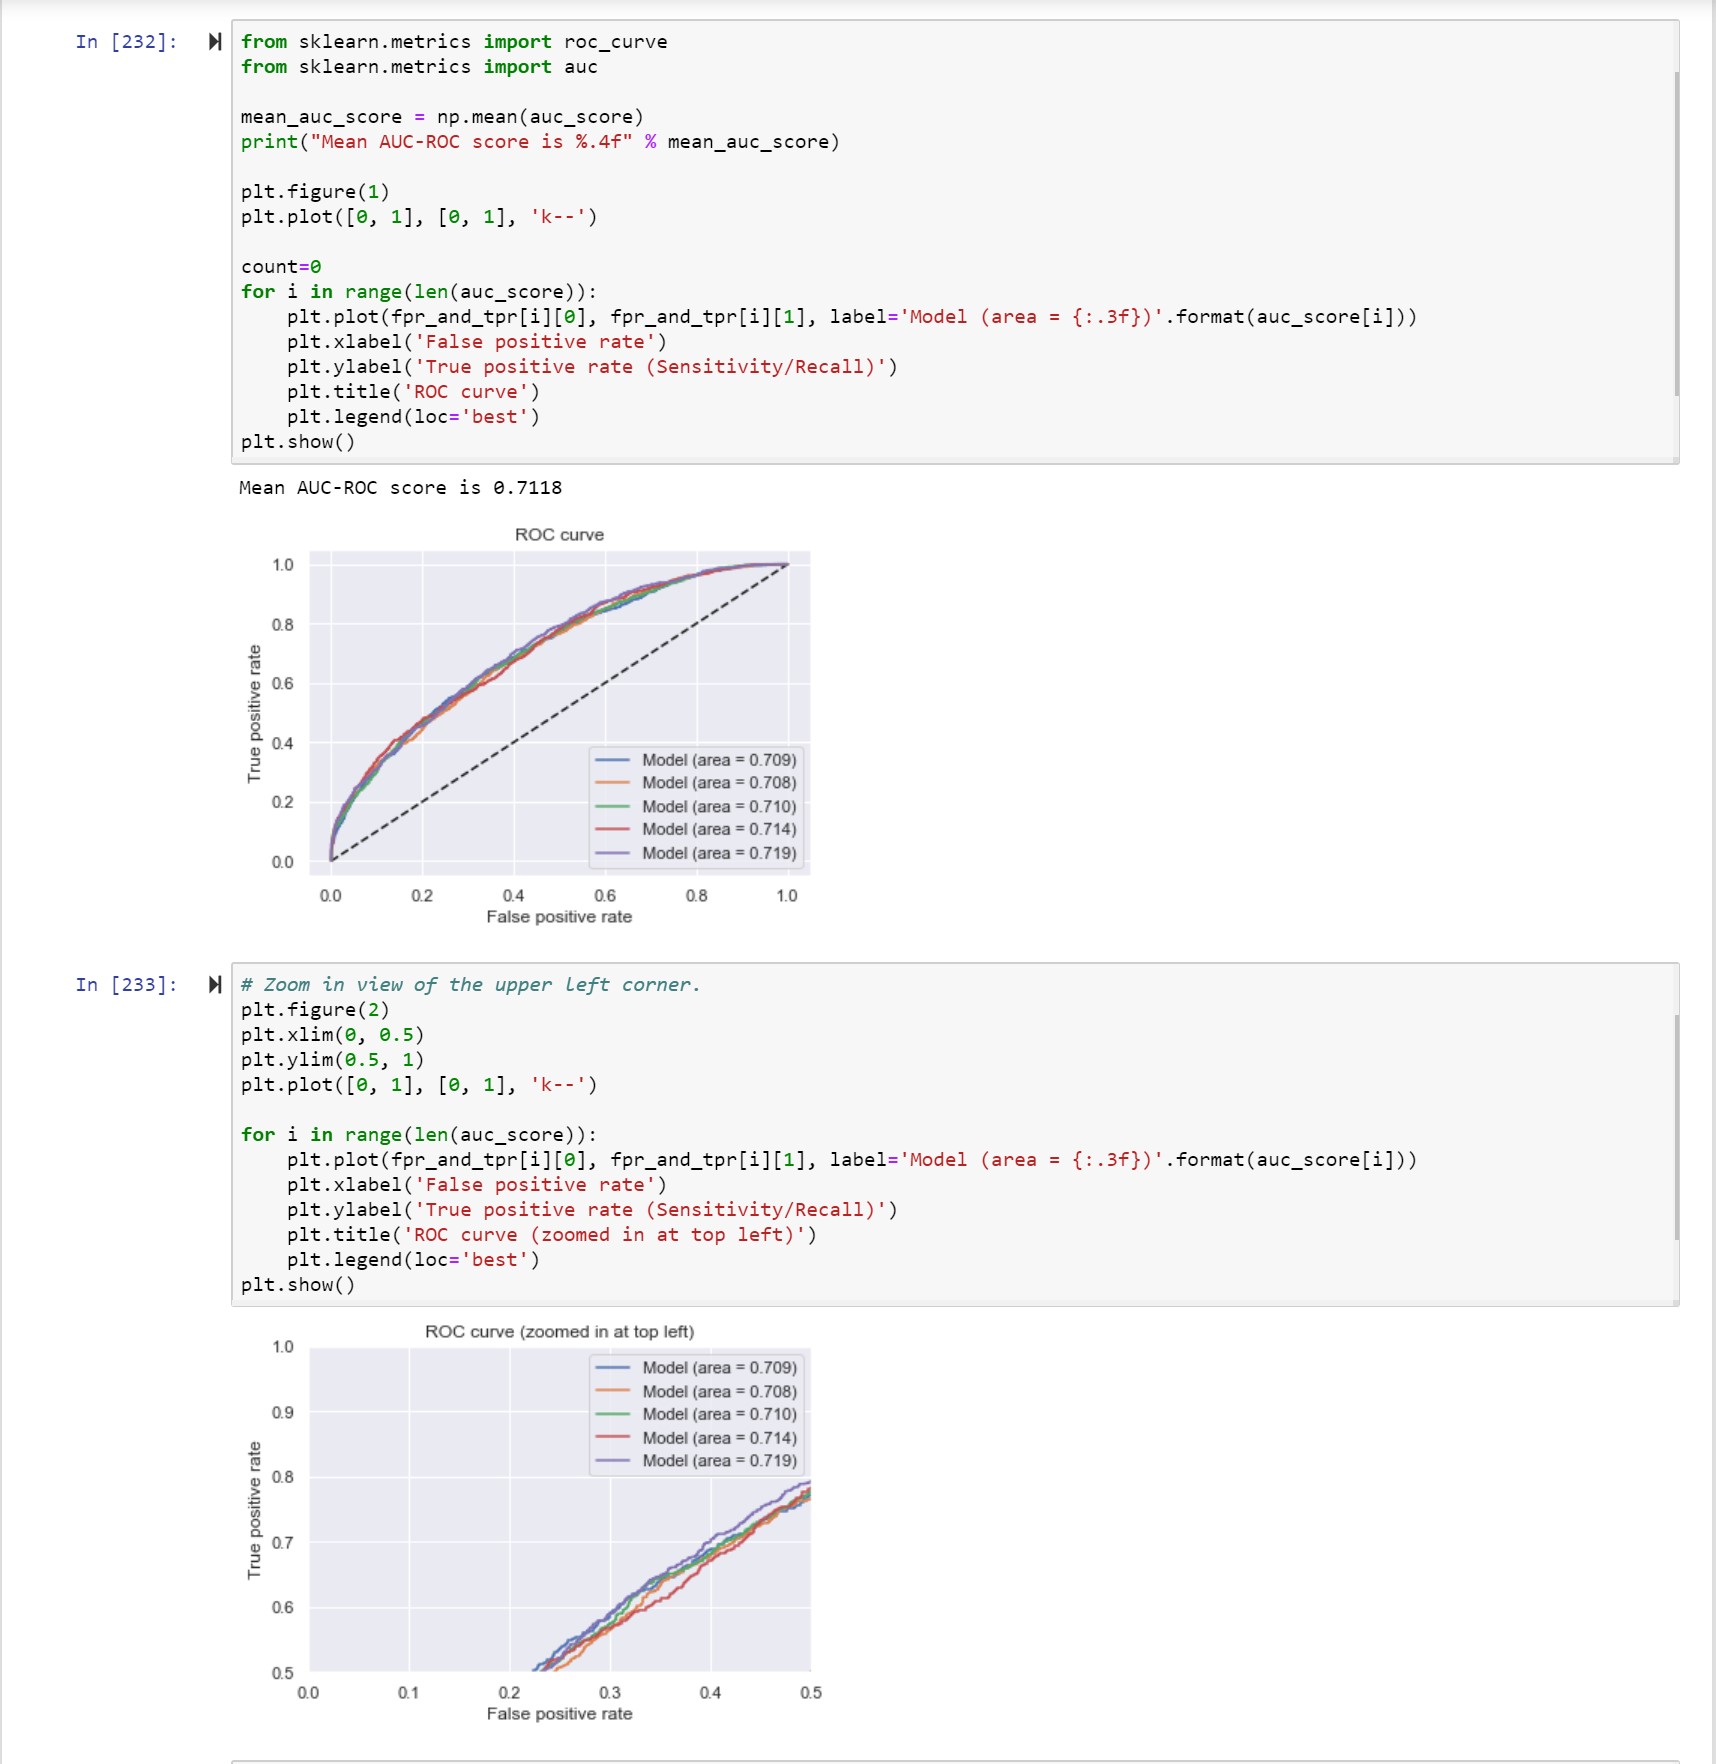 In [232]:
from sklearn.metrics import roc_curve
from sklearn.metrics import auc
mean_auc_score = np.mean(auc_score)
print("Mean AUC-ROC score is %.4f" % mean_auc_score)
plt.figure(1)
plt.plot([0, 1], [0, 1], 'k--')
count=0
for i in range(len(auc_score)):
    plt.plot(fpr_and_tpr[i][0], fpr_and_tpr[i][1], label='Model (area = {:.3f})'.format(auc_score[i]))
    plt.xlabel('False positive rate')
    plt.ylabel('True positive rate (Sensitivity/Recall)')
    plt.title('ROC curve')
    plt.legend(loc='best')
plt.show()
Mean AUC-ROC score is 0.7118
ROC curve
True positive rate
1.0
0.8
0.6
0.4
0.2
0.0
Model (area = 0.709)
Model (area = 0.708)
Model (area = 0.710)
Model (area = 0.714)
Model (area = 0.719)
0.0 0.2 0.4 0.6 0.8 1.0
False positive rate
In [233]:
# Zoom in view of the upper left corner.
plt.figure(2)
plt.xlim(0, 0.5)
plt.ylim(0.5, 1)
plt.plot([0, 1], [0, 1], 'k--')
for i in range(len(auc_score)):
    plt.plot(fpr_and_tpr[i][0], fpr_and_tpr[i][1], label='Model (area = {:.3f})'.format(auc_score[i]))
    plt.xlabel('False positive rate')
    plt.ylabel('True positive rate (Sensitivity/Recall)')
    plt.title('ROC curve (zoomed in at top left)')
    plt.legend(loc='best')
plt.show()
ROC curve (zoomed in at top left)
True positive rate
1.0
0.9
0.8
0.7
0.6
0.5
Model (area = 0.709)
Model (area = 0.708)
Model (area = 0.710)
Model (area = 0.714)
Model (area = 0.719)
0.0 0.1 0.2 0.3 0.4 0.5
False positive rate